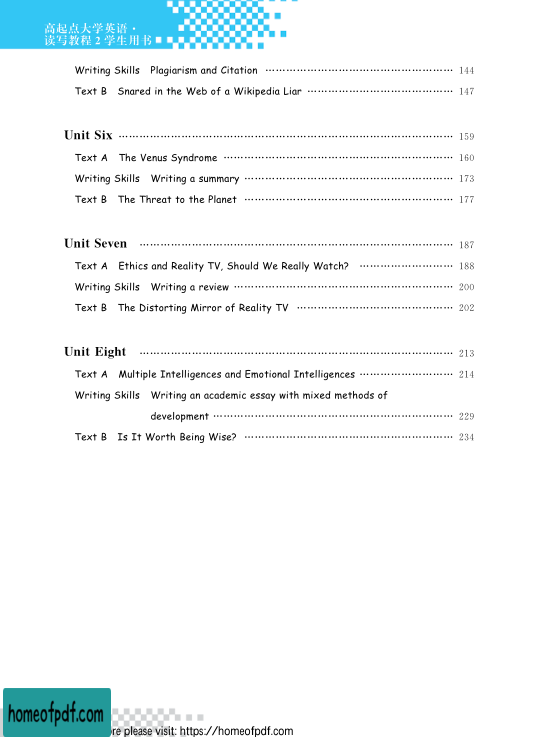 高起点大学英语·
读写教程 2 学生用书
Writing Skills Plagiarism and Citation ………………………………………………… 144
Text B Snared in the Web of a Wikipedia Liar ……………………………………… 147
Unit Six ……………………………………………………………………………………… 159
Text A The Venus Syndrome …………………………………………………………… 160
Writing Skills Writing a summary ……………………………………………………… 173
Text B The Threat to the Planet ……………………………………………………… 177
Unit Seven ………………………………………………………………………………… 187
Text A Ethics and Reality TV, Should We Really Watch? ……………………… 188
Writing Skills Writing a review ………………………………………………………… 200
Text B The Distorting Mirror of Reality TV ………………………………………… 202
Unit Eight ………………………………………………………………………………… 213
Text A Multiple Intelligences and Emotional Intelligences ……………………… 214
Writing Skills Writing an academic essay with mixed methods of
development …………………………………………………………… 229
Text B Is It Worth Being Wise? ……………………………………………………… 234
homeofpdf.com
please visit: https://homeofpdf.com